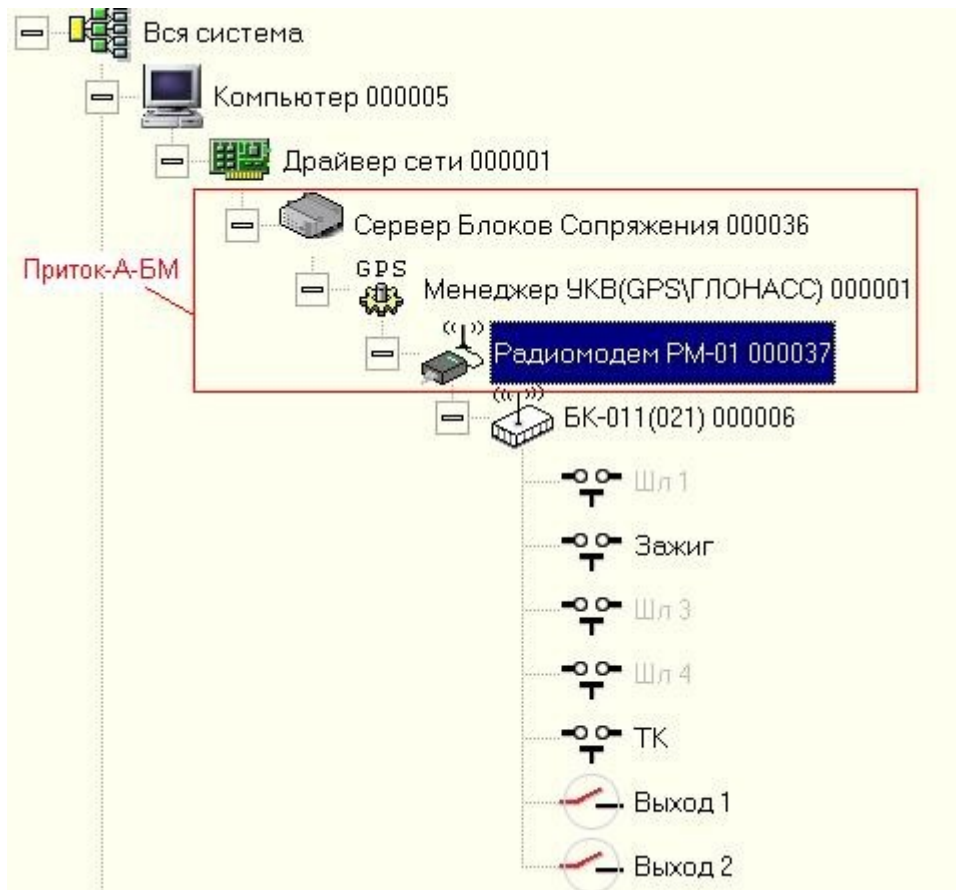 Вся система
Компьютер 000005
Драйвер сети 000001
Сервер Блоков Сопряжения 000036
Приток-А-БМ
GPS
Менеджер УКВ(GPS\ГЛОНАСС) 000001
Радиомодем РМ-01 000037
БК-011(021) 000006
Шл 1
Зажиг
Шл 3
Шл 4
ТК
Выход 1
Выход 2